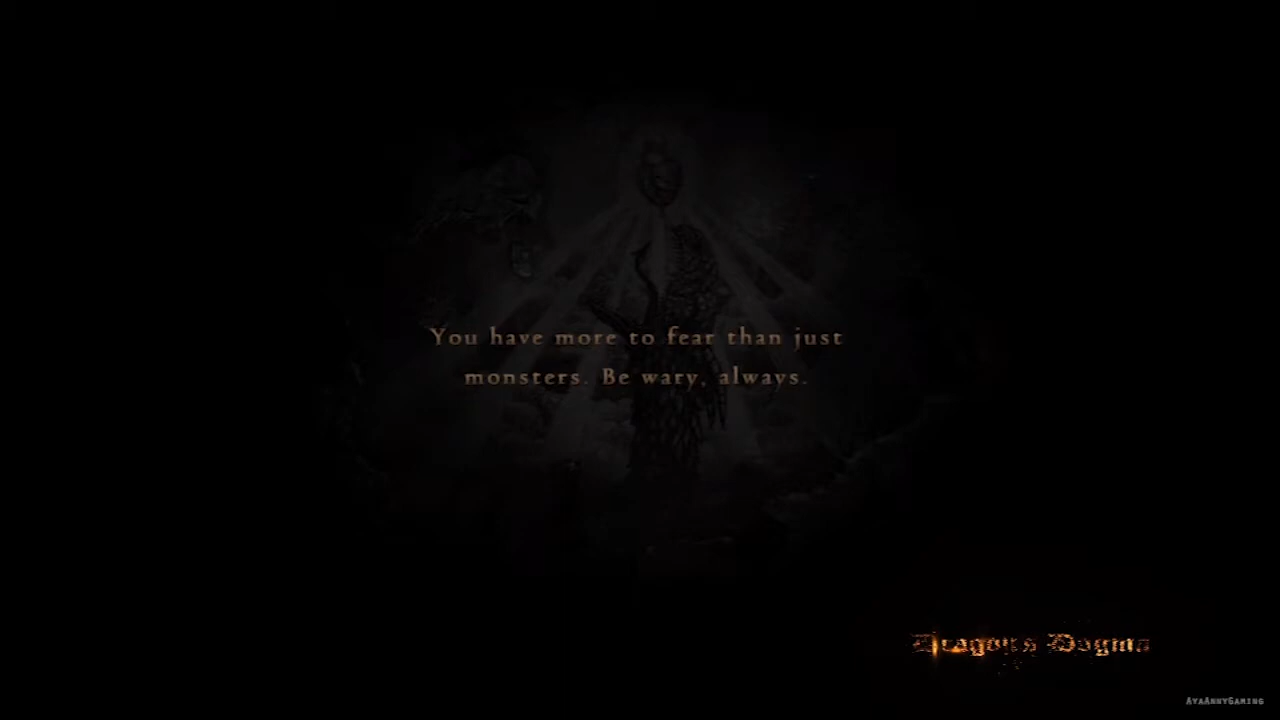 You have more to fear than just
monsters. Be wary, always.
Dragon's Dogma
AyaAnnyGaming